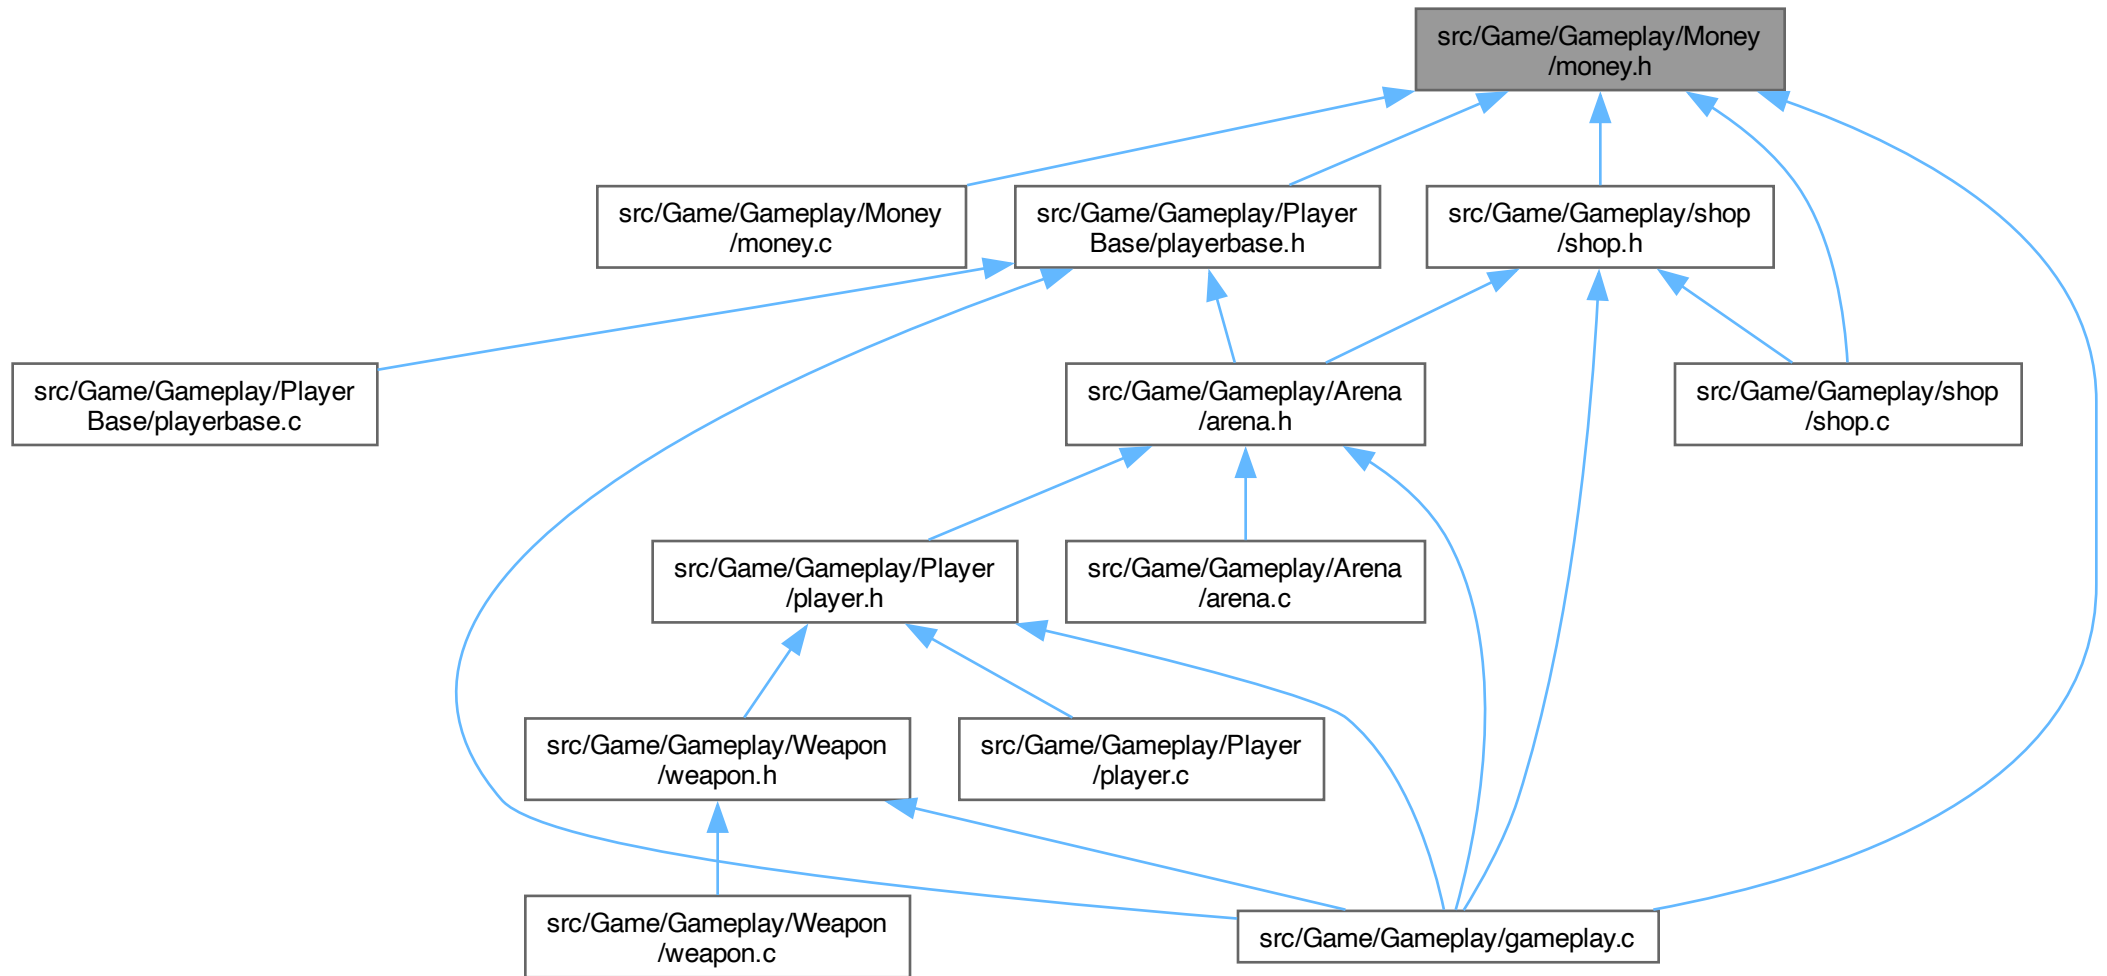 src/Game/Gameplay/Money
/money.h
src/Game/Gameplay/Money
/money.c
src/Game/Gameplay/Player
Base/playerbase.h
src/Game/Gameplay/shop
/shop.h
src/Game/Gameplay/Player
Base/playerbase.c
src/Game/Gameplay/Arena
/arena.h
src/Game/Gameplay/shop
/shop.c
src/Game/Gameplay/Player
/player.h
src/Game/Gameplay/Arena
/arena.c
src/Game/Gameplay/Weapon
/weapon.h
src/Game/Gameplay/Player
/player.c
src/Game/Gameplay/Weapon
/weapon.c
src/Game/Gameplay/gameplay.c